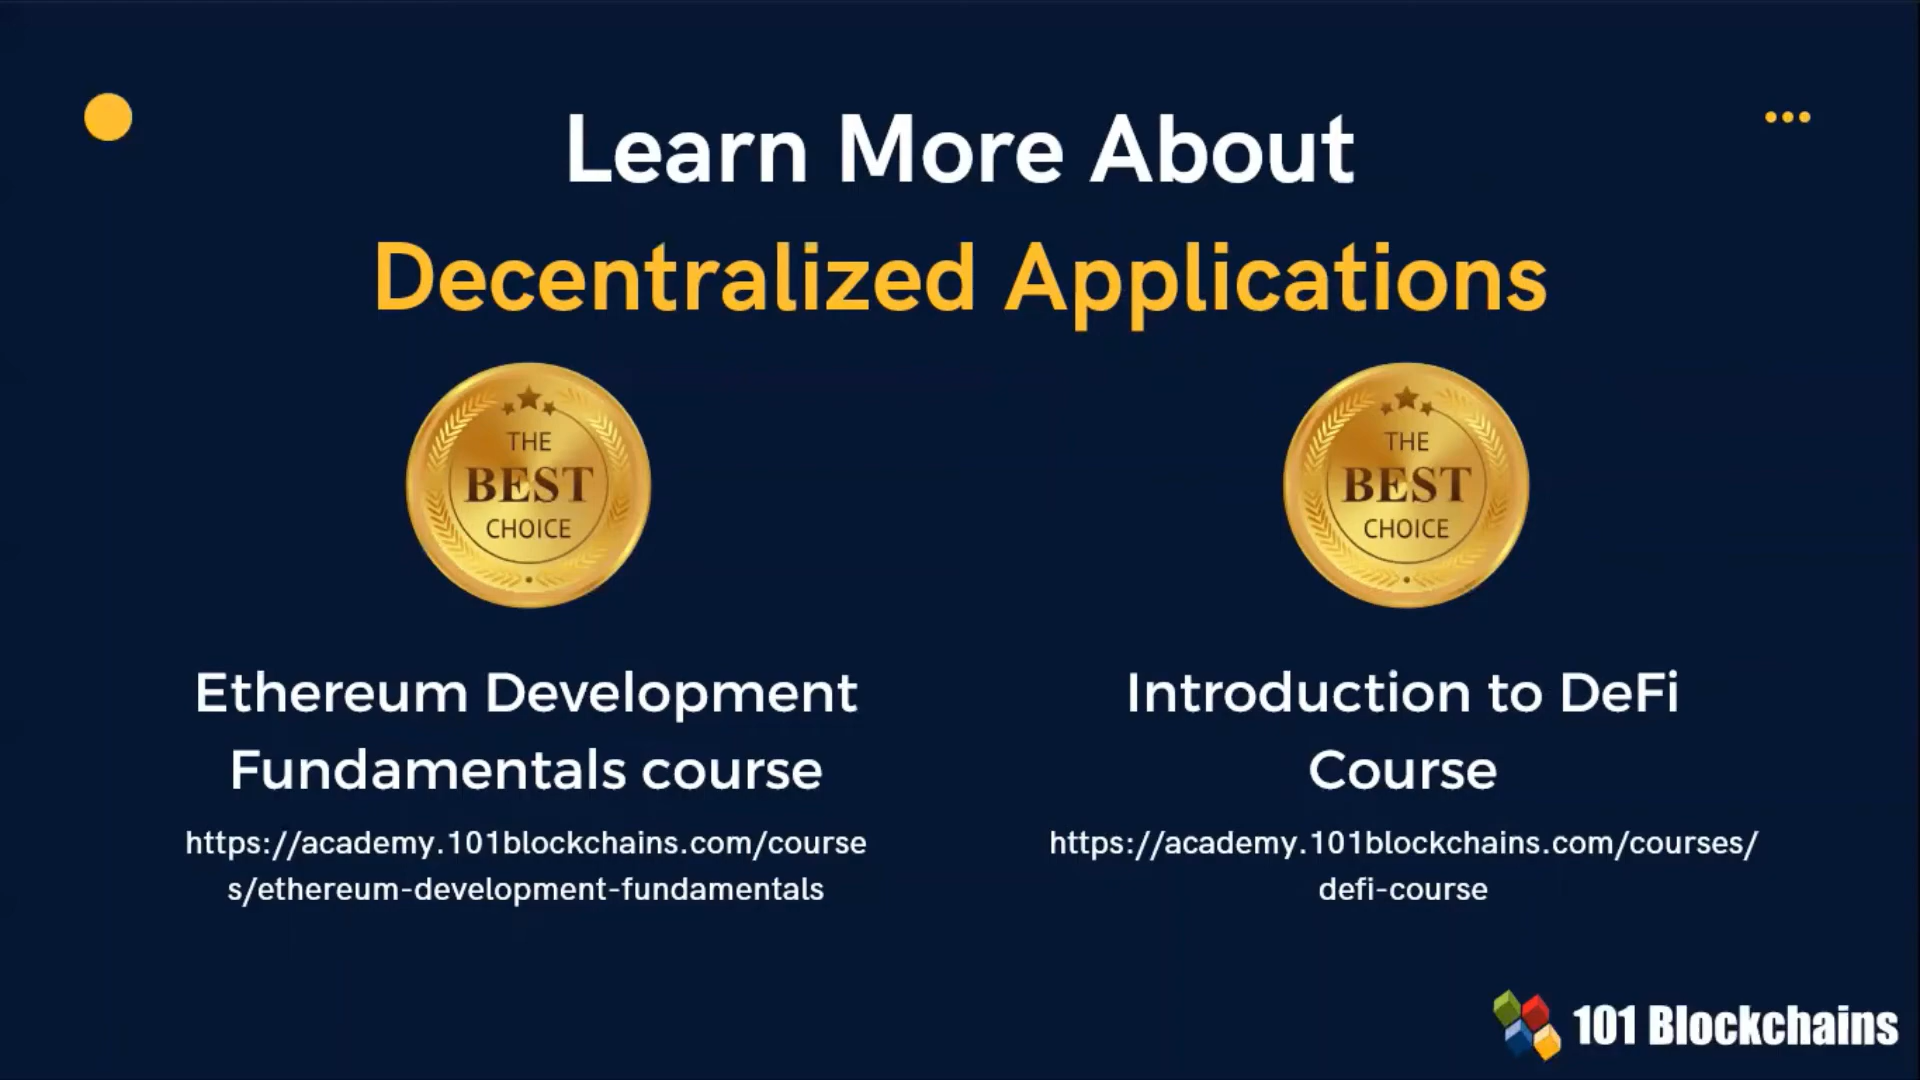 Learn More About
Decentralized Applications
THE
BEST
CHOICE
THE
BEST
CHOICE
Ethereum Development
Fundamentals course
https://academy.101blockchains.com/course
s/ethereum-development-fundamentals
Introduction to DeFi
Course
https://academy.101blockchains.com/courses/
defi-course
101 Blockchains